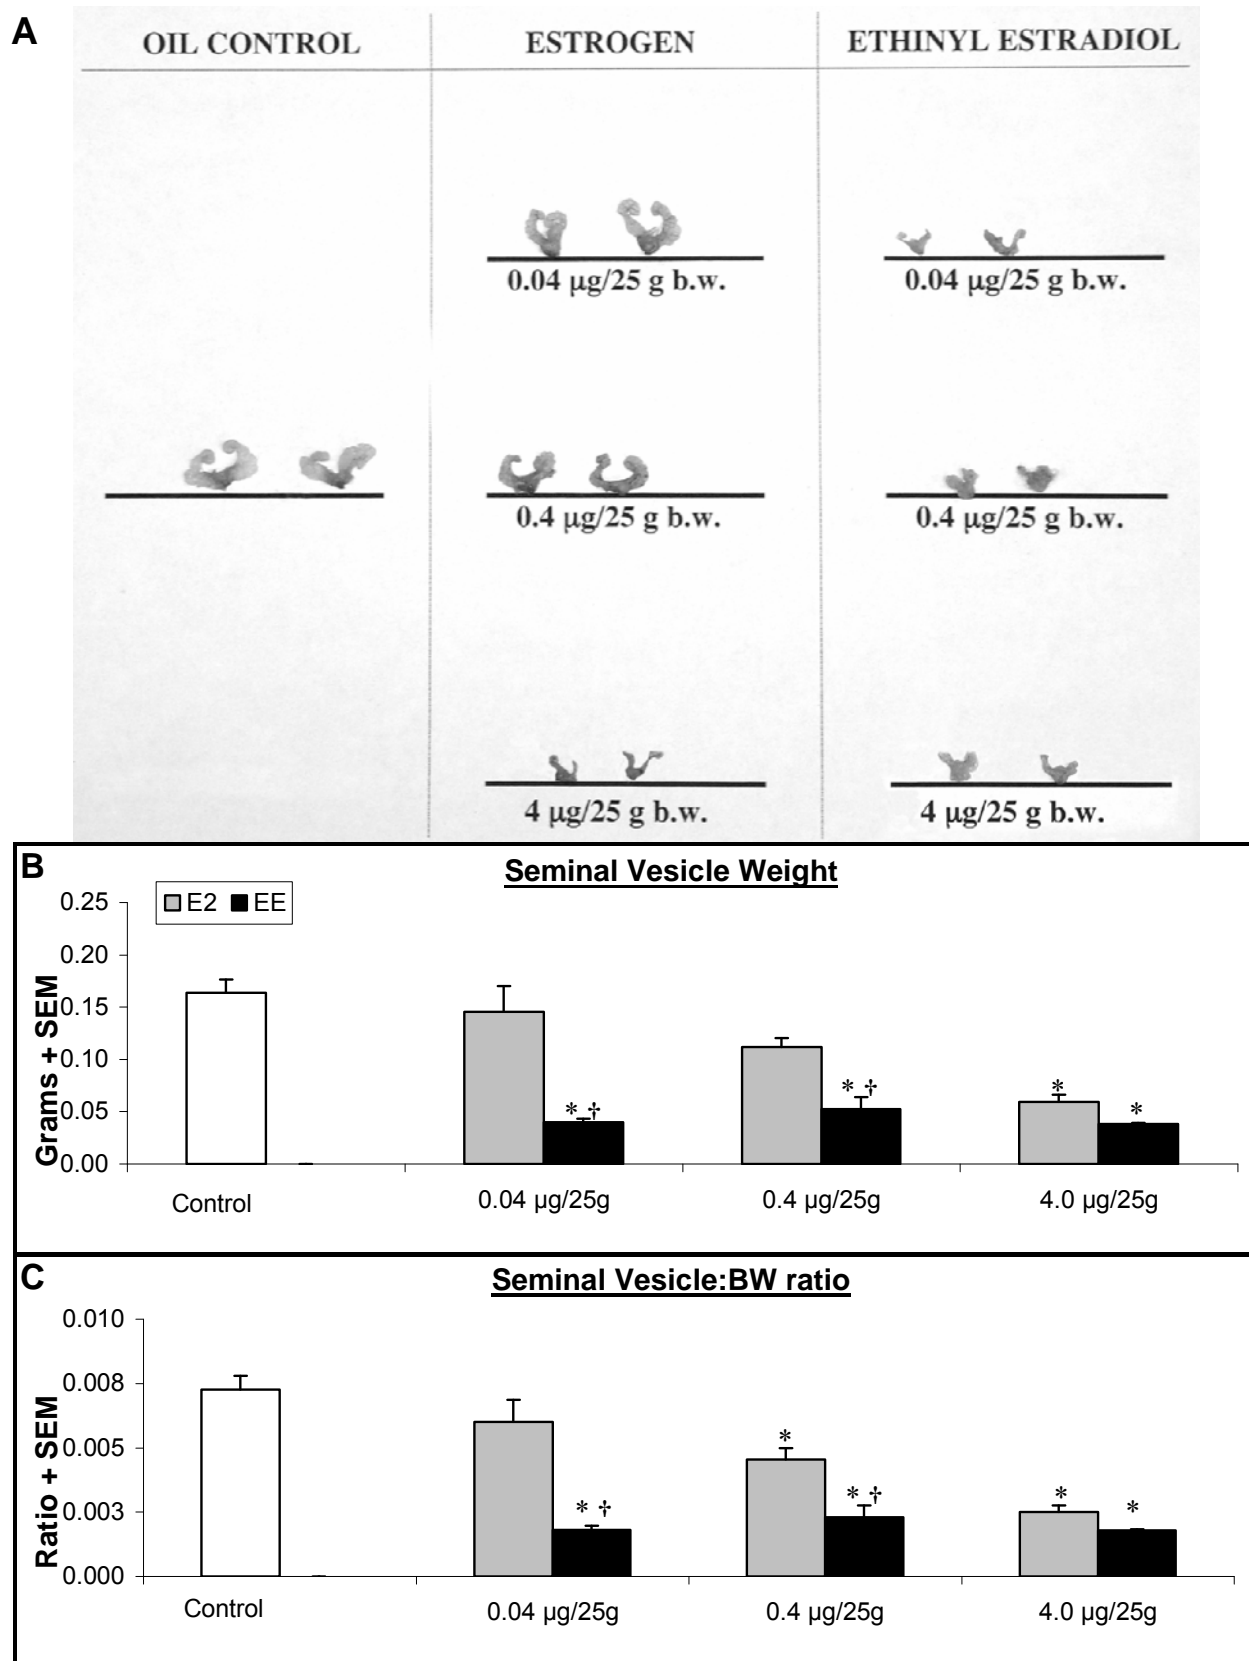 A
OIL CONTROL
ESTROGEN
ETHINYL ESTRADIOL
0.04 µg/25 g b.w.
0.04 µg/25 g b.w.
0.4 µg/25 g b.w.
0.4 µg/25 g b.w.
4 µg/25 g b.w.
4 µg/25 g b.w.
B
Seminal Vesicle Weight
E2 EE
Grams + SEM
0.25
0.20
0.15
0.10
0.05
0.00
* †
* †
*
*
Control
0.04 µg/25g
0.4 µg/25g
4.0 µg/25g
C
Seminal Vesicle:BW ratio
Ratio + SEM
0.010
0.008
0.005
0.003
0.000
* †
*
* †
*
*
Control
0.04 µg/25g
0.4 µg/25g
4.0 µg/25g